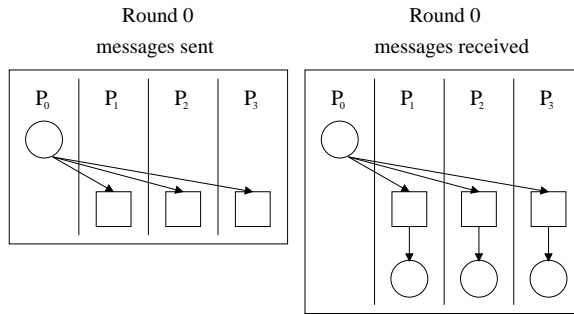 Round 0
messages sent
P0 P1 P2 P3
Round 0
messages received
P0 P1 P2 P3